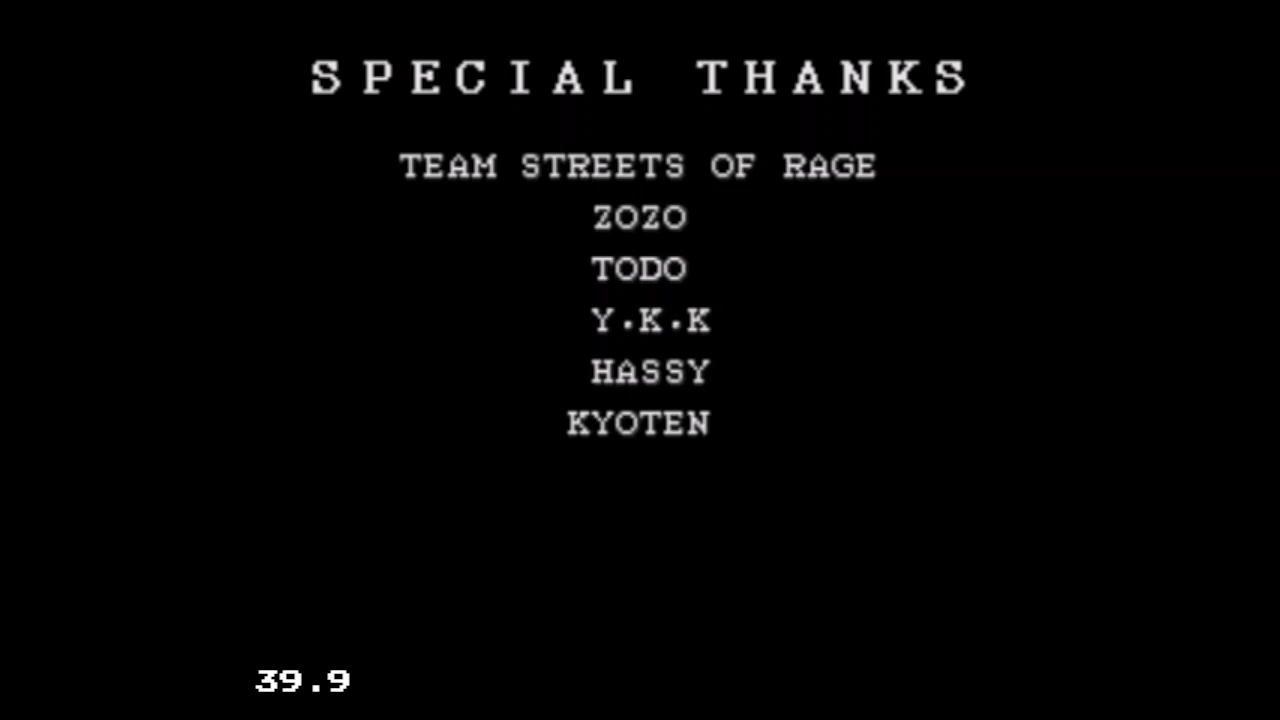 SPECIAL THANKS
TEAM STREETS OF RAGE
ZOZO
TODO
Y.K.K
HASSY
KYOTEN
39.9